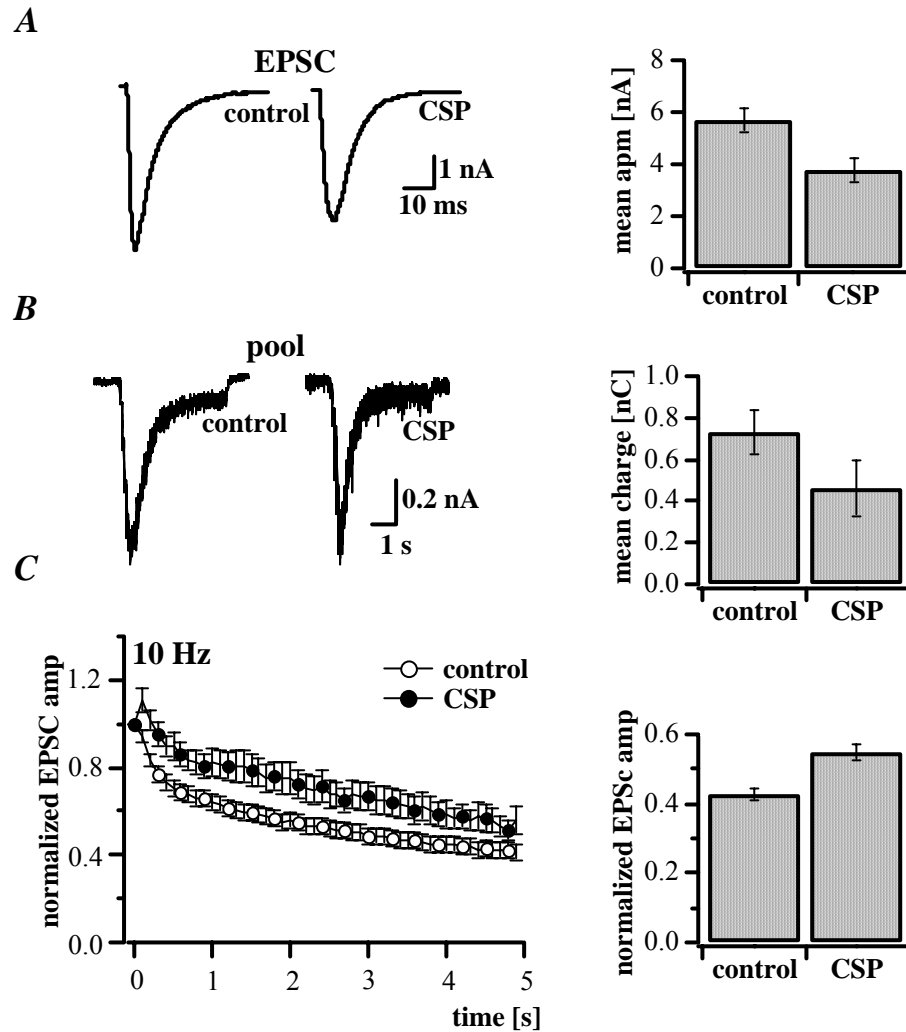 A
EPSC
control
CSP
1 nA
10 ms
mean apm [nA]
8
6
4
2
0
control
CSP
B
pool
control
CSP
0.2 nA
1 s
mean charge [nC]
1.0
0.8
0.6
0.4
0.2
0.0
control
CSP
C
10 Hz
control
CSP
normalized EPSC amp
1.2
0.8
0.4
0.0
0
1
2
3
4
5
time [s]
normalized EPSc amp
0.6
0.4
0.2
0.0
control
CSP